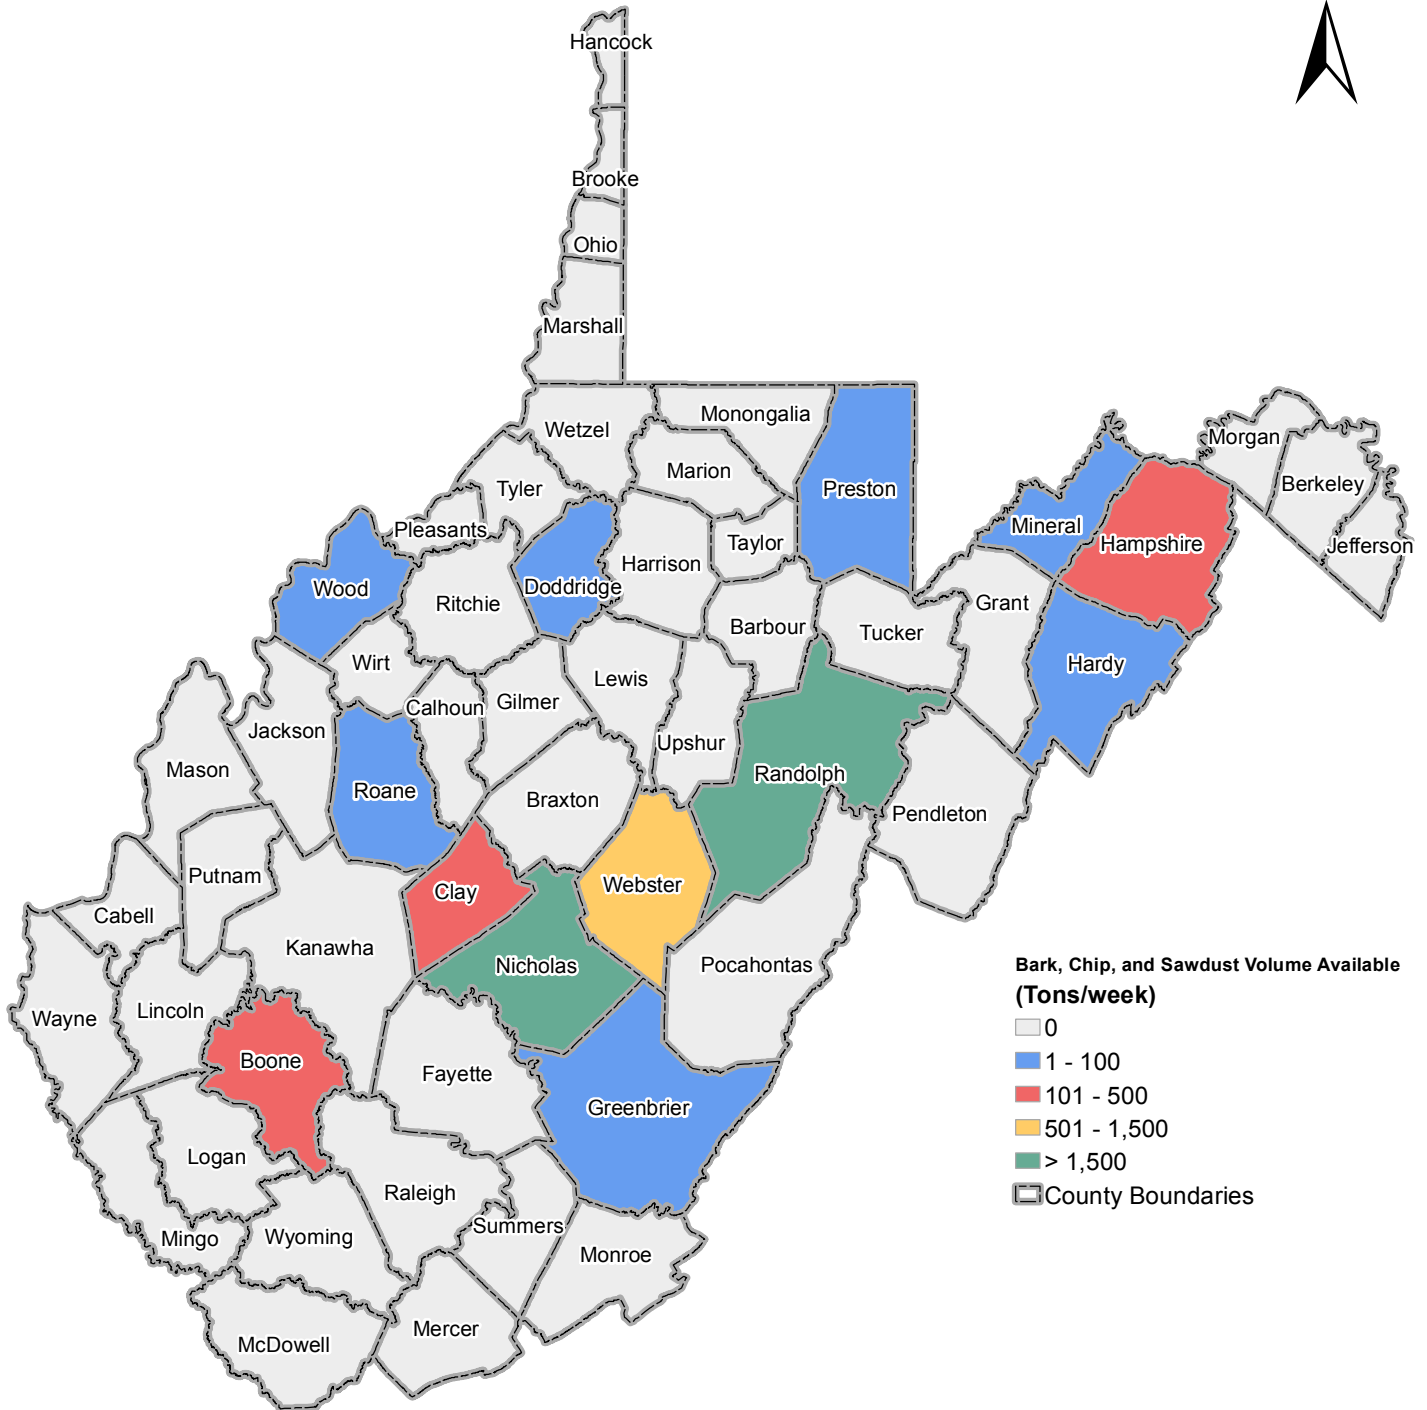 Hancock
Brooke
Ohio
Marshall
Wetzel
Monongalia
Marion
Preston
Tyler
Pleasants
Taylor
Harrison
Doddridge
Wood
Ritchie
Barbour
Tucker
Grant
Mineral
Hampshire
Morgan
Berkeley
Jefferson
Hardy
Wirt
Lewis
Gilmer
Calhoun
Jackson
Upshur
Mason
Randolph
Roane
Braxton
Pendleton
Putnam
Webster
Clay
Cabell
Kanawha
Nicholas
Pocahontas
Lincoln
Wayne
Boone
Fayette
Greenbrier
Logan
Raleigh
Summers
Mingo
Wyoming
Monroe
Mercer
McDowell
Bark, Chip, and Sawdust Volume Available
(Tons/week)
0
1 - 100
101 - 500
501 - 1,500
> 1,500
County Boundaries